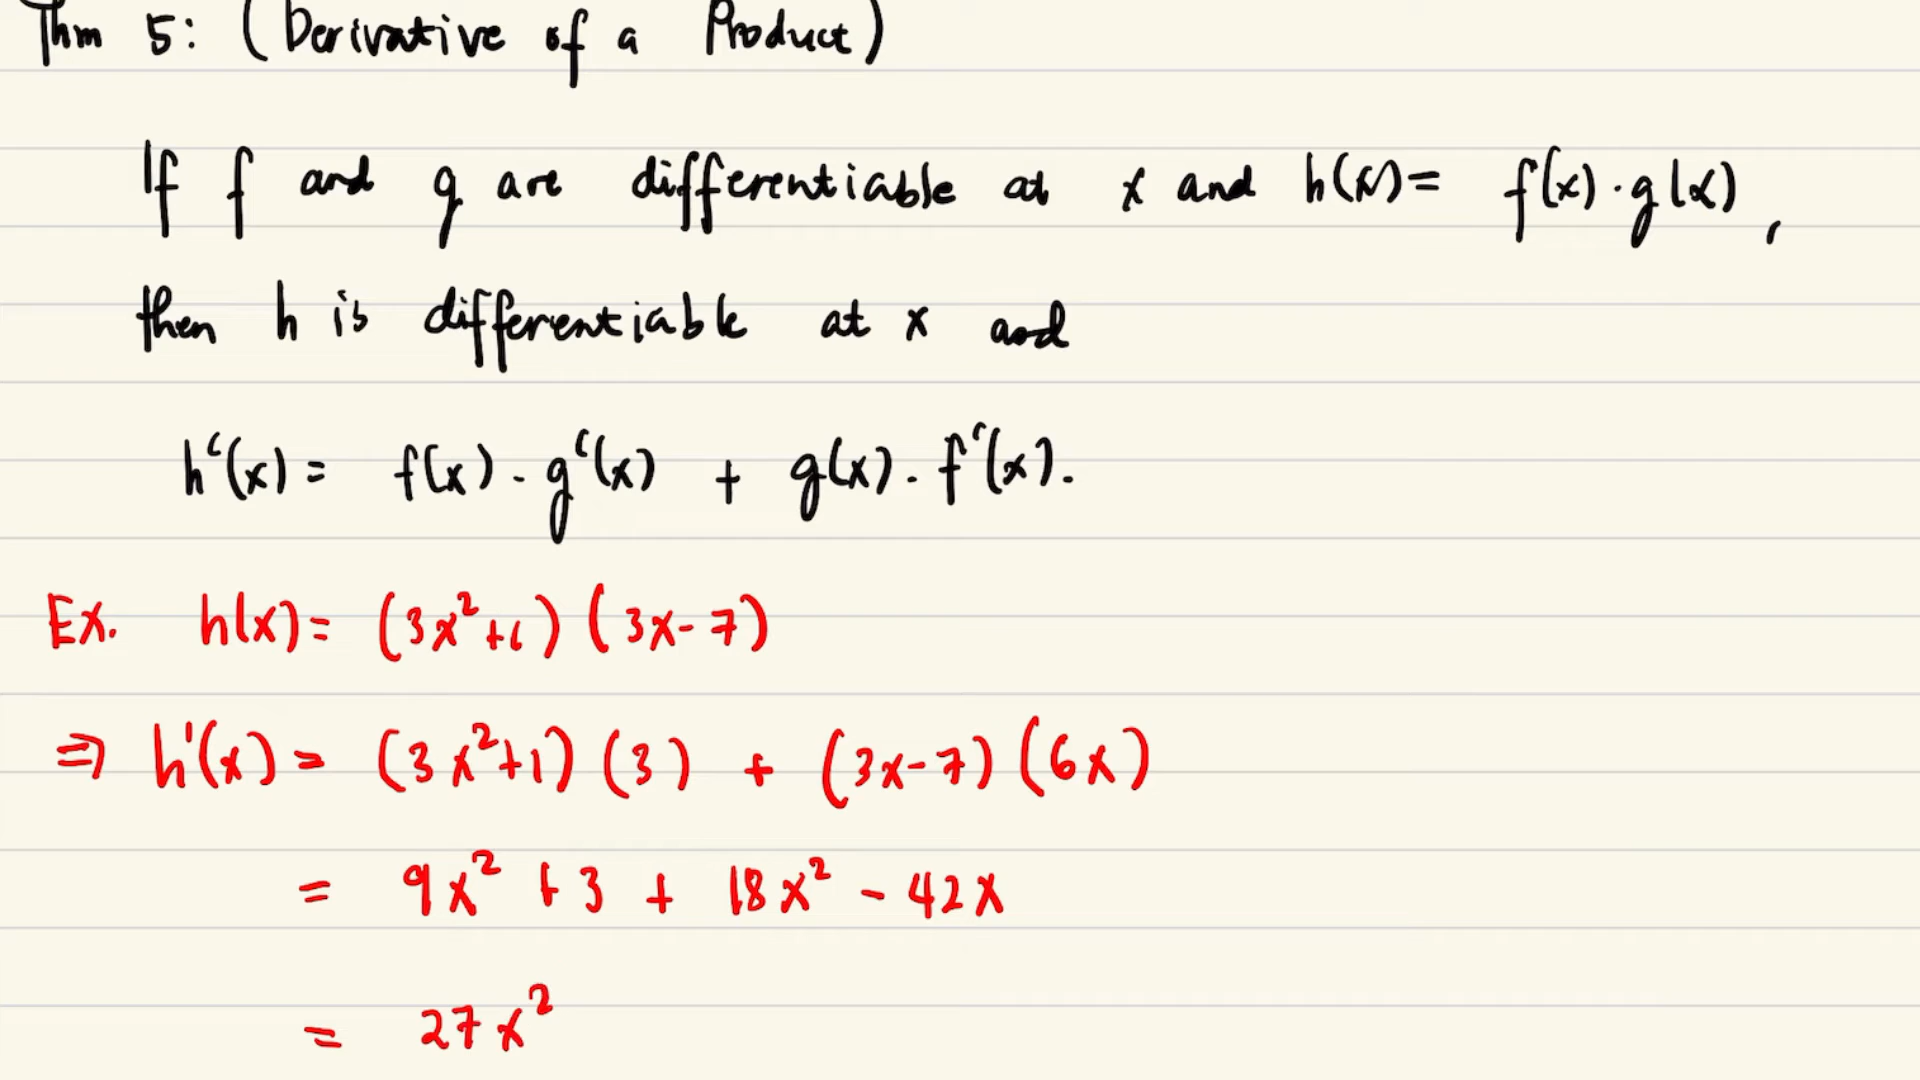 Thm 5: (Derivative of a Product)
If f and g are differentiable at x and h(x) = f(x) · g(x),
then h is differentiable at x and
h'(x) = f(x) · g'(x) + g(x) · f'(x).
Ex. h(x) = (3x²+1)(3x-7)
⇒ h'(x) = (3x²+1)(3) + (3x-7)(6x)
= 9x² + 3 + 18x² - 42x
= 27x²